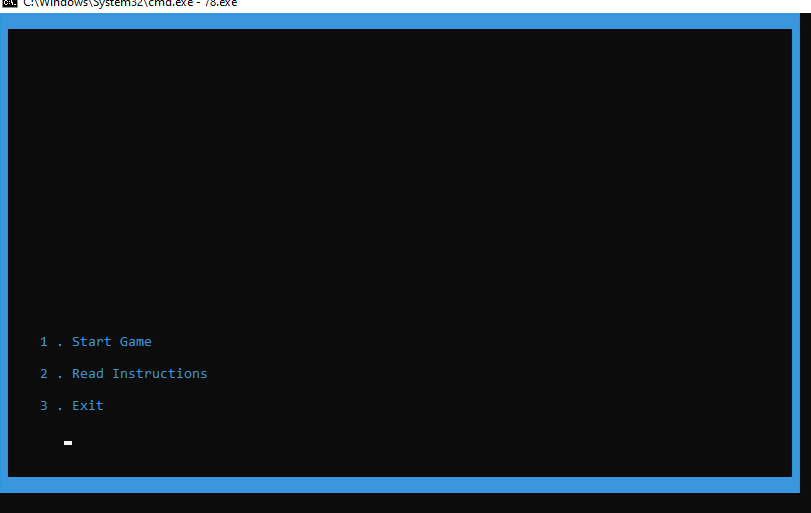 C:\Windows\System32\cmd.exe - 78.exe
1 . Start Game
2 . Read Instructions
3 . Exit